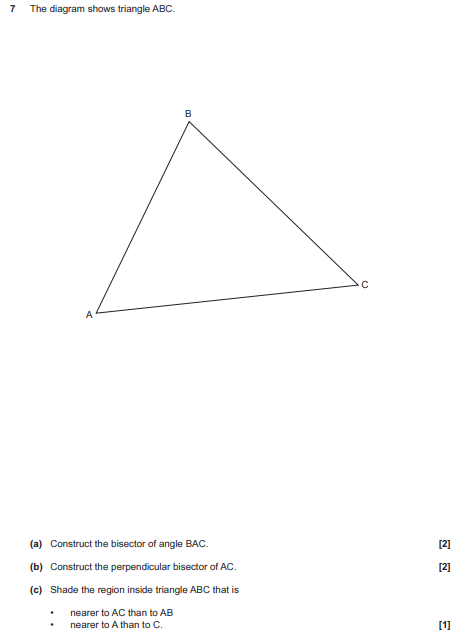 7 The diagram shows triangle ABC.
B
C
A
(a) Construct the bisector of angle BAC. [2]
(b) Construct the perpendicular bisector of AC. [2]
(c) Shade the region inside triangle ABC that is
• nearer to AC than to AB
• nearer to A than to C. [1]